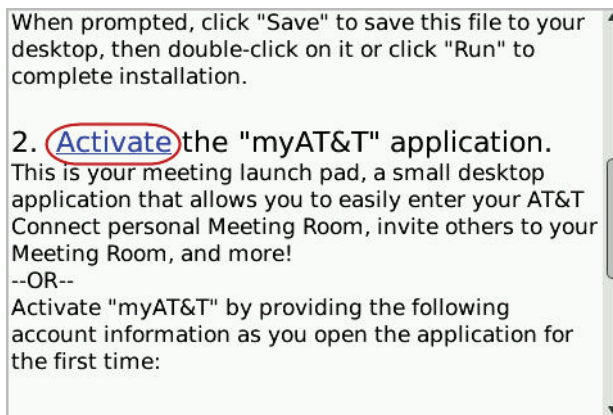 When prompted, click "Save" to save this file to your
desktop, then double-click on it or click "Run" to
complete installation.
2. Activate the "myAT&T" application.
This is your meeting launch pad, a small desktop
application that allows you to easily enter your AT&T
Connect personal Meeting Room, invite others to your
Meeting Room, and more!
--OR--
Activate "myAT&T" by providing the following
account information as you open the application for
the first time: